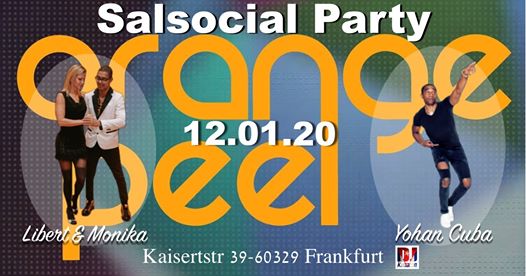 Salsocial Party
orange
12.01.20
peel
Libert & Monika
Yohan Cuba
Kaisertstr 39-60329 Frankfurt